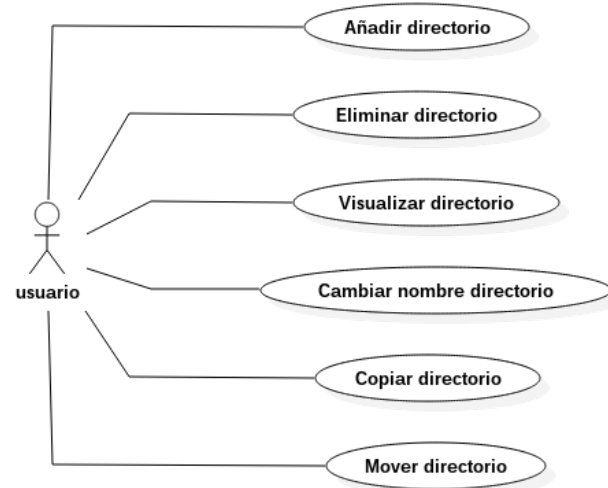 Añadir directorio
Eliminar directorio
Visualizar directorio
usuario
Cambiar nombre directorio
Copiar directorio
Mover directorio